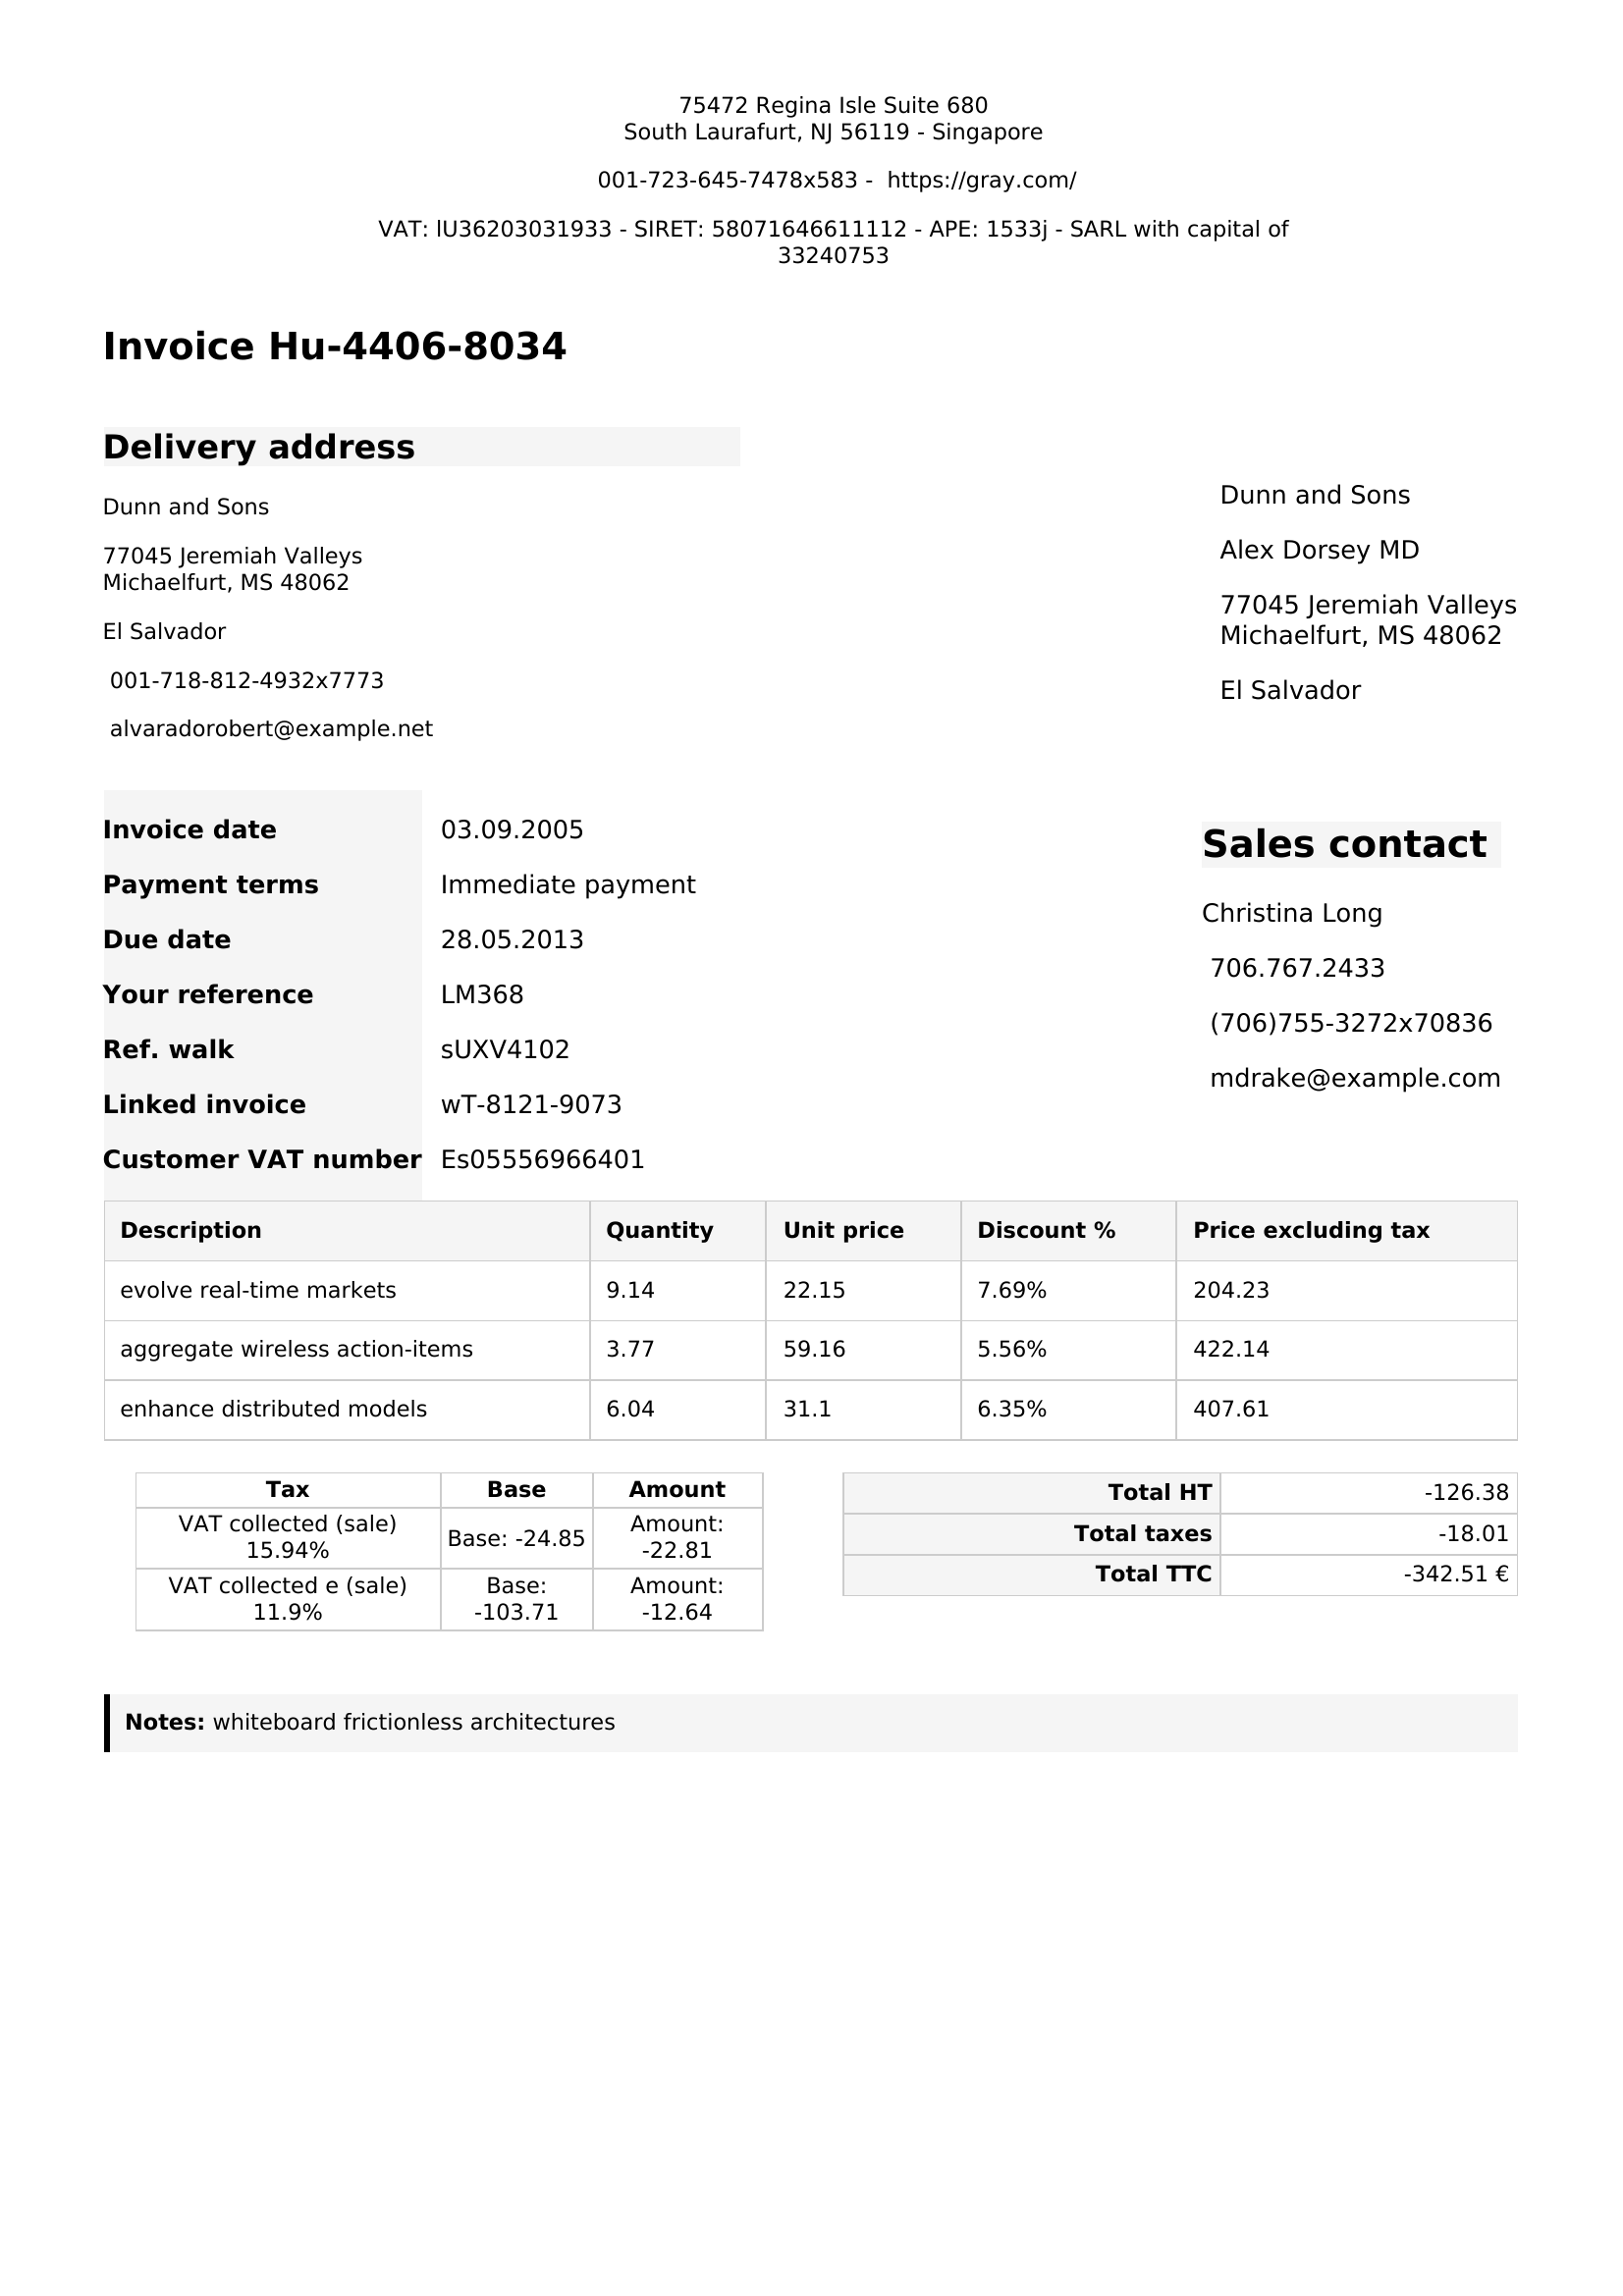 75472 Regina Isle Suite 680
South Laurafurt, NJ 56119 - Singapore
001-723-645-7478x583 - https://gray.com/
VAT: lU36203031933 - SIRET: 58071646611112 - APE: 1533j - SARL with capital of
33240753
Invoice Hu-4406-8034
Delivery address
Dunn and Sons
77045 Jeremiah Valleys
Michaelfurt, MS 48062
El Salvador
001-718-812-4932x7773
alvaradorobert@example.net
Dunn and Sons
Alex Dorsey MD
77045 Jeremiah Valleys
Michaelfurt, MS 48062
El Salvador
Invoice date 03.09.2005
Payment terms Immediate payment
Due date 28.05.2013
Your reference LM368
Ref. walk sUXV4102
Linked invoice wT-8121-9073
Customer VAT number Es05556966401
Sales contact
Christina Long
706.767.2433
(706)755-3272x70836
mdrake@example.com
Description Quantity Unit price Discount % Price excluding tax
evolve real-time markets 9.14 22.15 7.69% 204.23
aggregate wireless action-items 3.77 59.16 5.56% 422.14
enhance distributed models 6.04 31.1 6.35% 407.61
Tax Base Amount
VAT collected (sale)
15.94%
Base: -24.85
Amount:
-22.81
VAT collected e (sale)
11.9%
Base:
-103.71
Amount:
-12.64
Total HT -126.38
Total taxes -18.01
Total TTC -342.51 €
Notes: whiteboard frictionless architectures